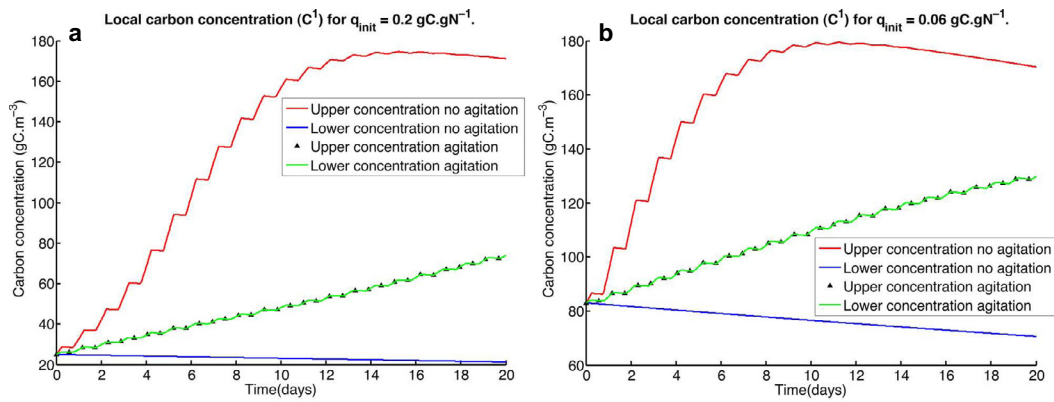 a
Local carbon concentration (C¹) for q_init = 0.2 gC.gN⁻¹.
Carbon concentration (gC.m⁻³)
180
160
140
120
100
80
60
40
20
Upper concentration no agitation
Lower concentration no agitation
Upper concentration agitation
Lower concentration agitation
0 2 4 6 8 10 12 14 16 18 20
Time(days)
b
Local carbon concentration (C¹) for q_init = 0.06 gC.gN⁻¹.
Carbon concentration (gC.m⁻³)
180
160
140
120
100
80
60
Upper concentration no agitation
Lower concentration no agitation
Upper concentration agitation
Lower concentration agitation
0 2 4 6 8 10 12 14 16 18 20
Time(days)